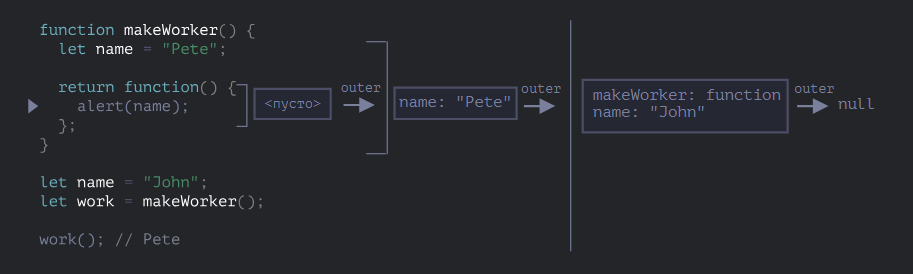 function makeWorker() {
let name = "Pete";
return function() {
alert(name);
};
}
let name = "John";
let work = makeWorker();
work(); // Pete
<пусто>
outer
name: "Pete"
outer
makeWorker: function
name: "John"
outer
null